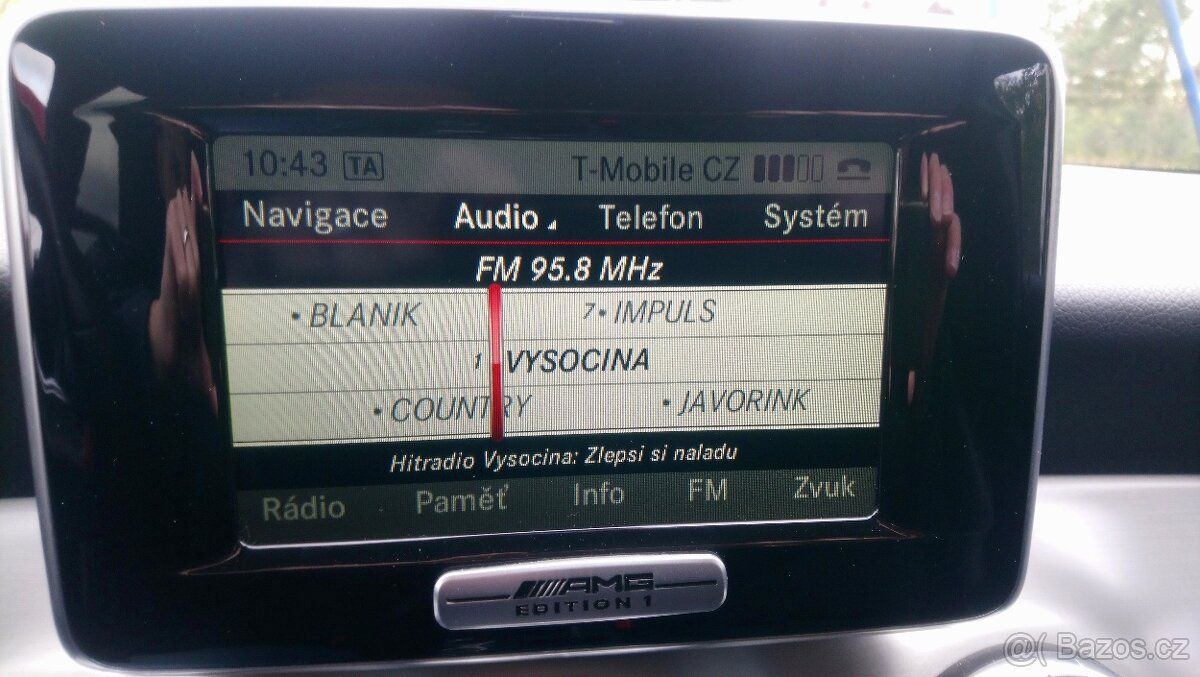 10:43 TA T-Mobile CZ
Navigace Audio Telefon Systém
FM 95.8 MHz
• BLANIK 7• IMPULS
1 VYSOCINA
• COUNTRY • JAVORINK
Hitradio Vysocina: Zlepsi si naladu
Rádio Paměť Info FM Zvuk
AMG
EDITION 1
@( Bazos.cz